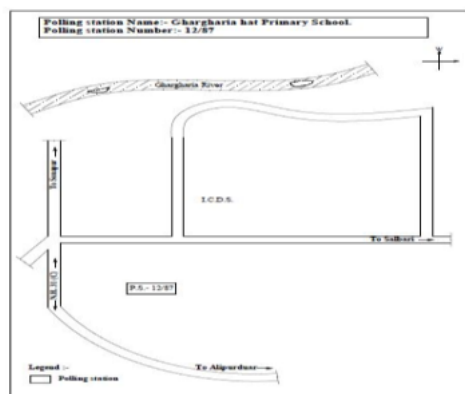 Polling station Name:- Ghargharia hat Primary School.
Polling station Number:- 12/87
N
Ghargharia River
I.C.D.S.
To Salbari
P.S.- 12/87
To Alipurduar
Legend :-
Polling station